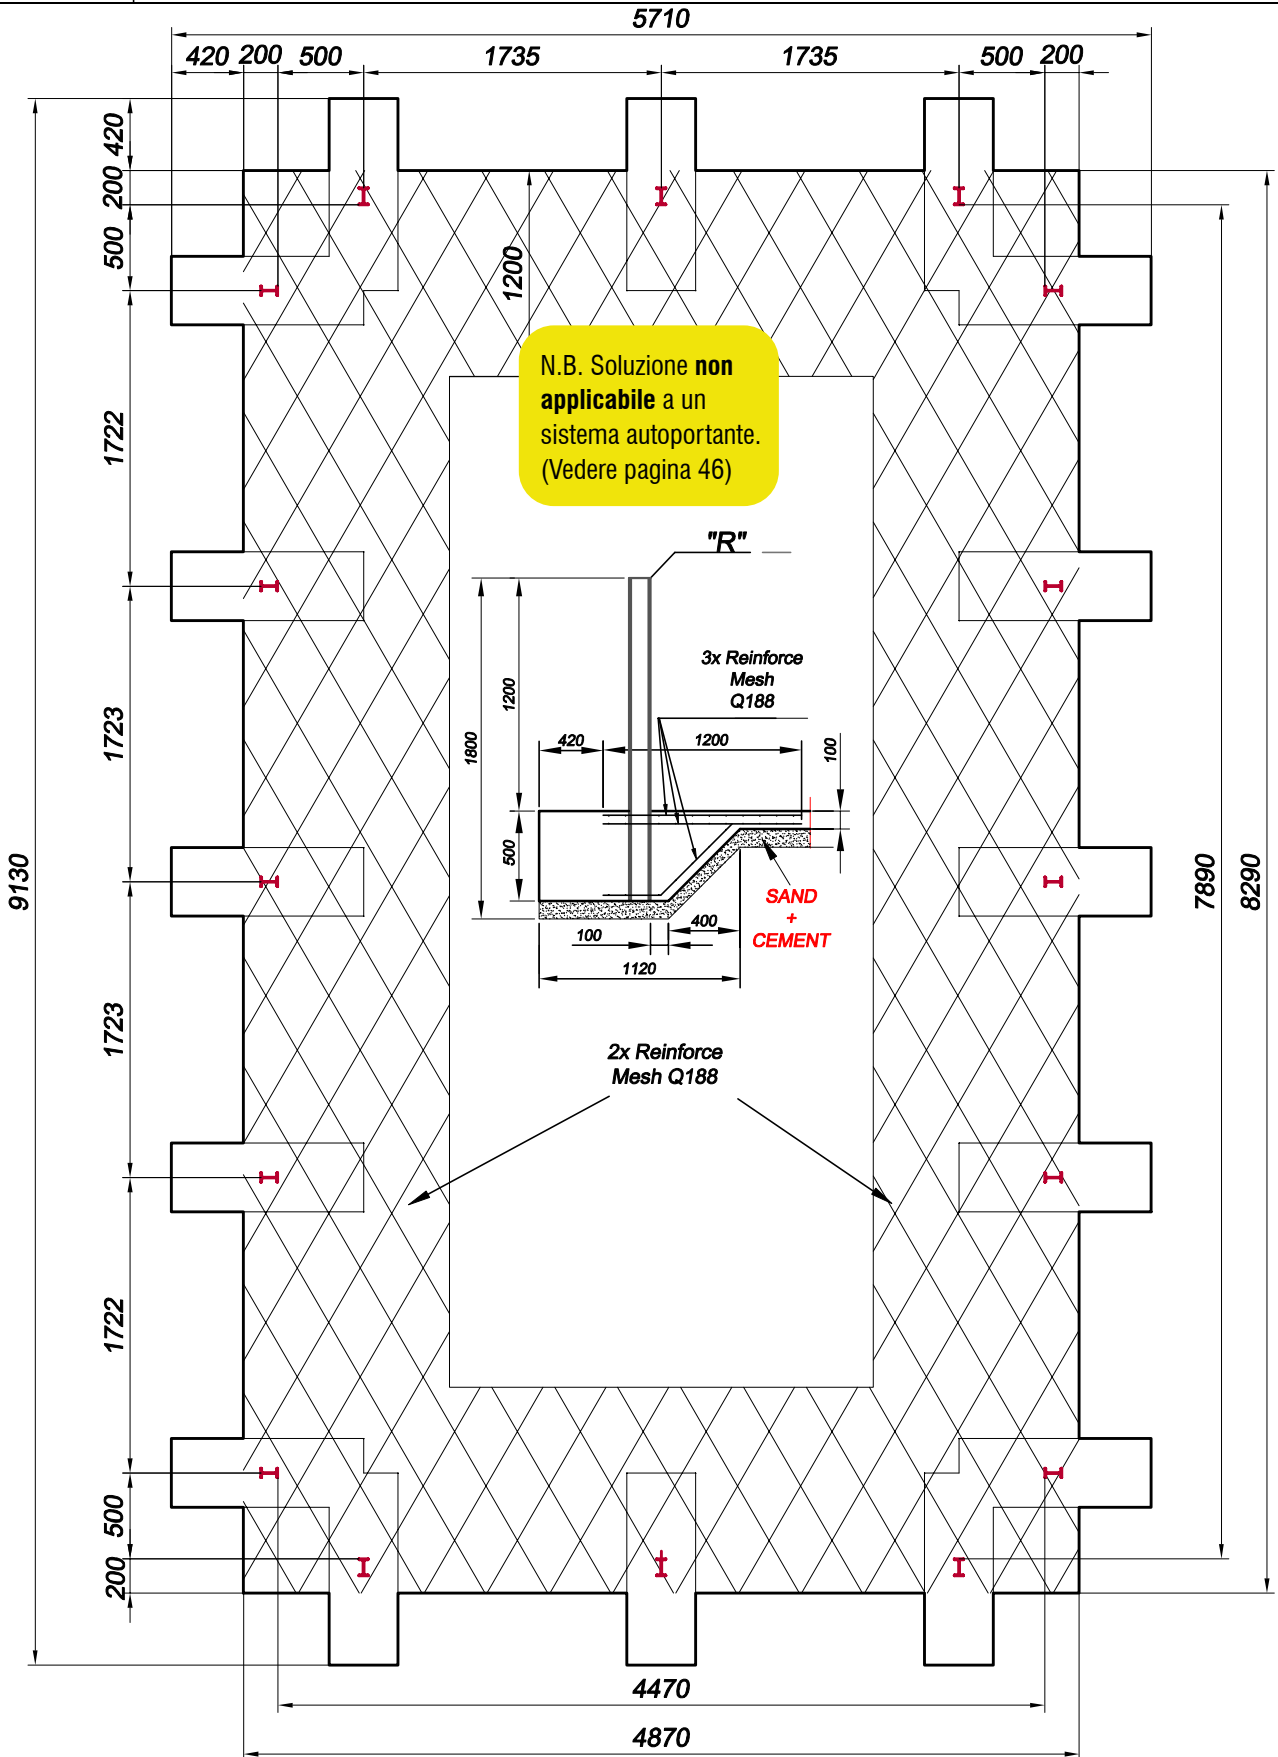 5710
420 200 500 1735 1735 500 200
420
200
500
1200
N.B. Soluzione non
applicabile a un
sistema autoportante.
(Vedere pagina 46)
1722
"R"
3x Reinforce
Mesh
Q188
1200
1800
1723
420
1200
100
500
9130
7890
8290
SAND
+
CEMENT
400
100
1120
1723
2x Reinforce
Mesh Q188
1722
500
200
4470
4870